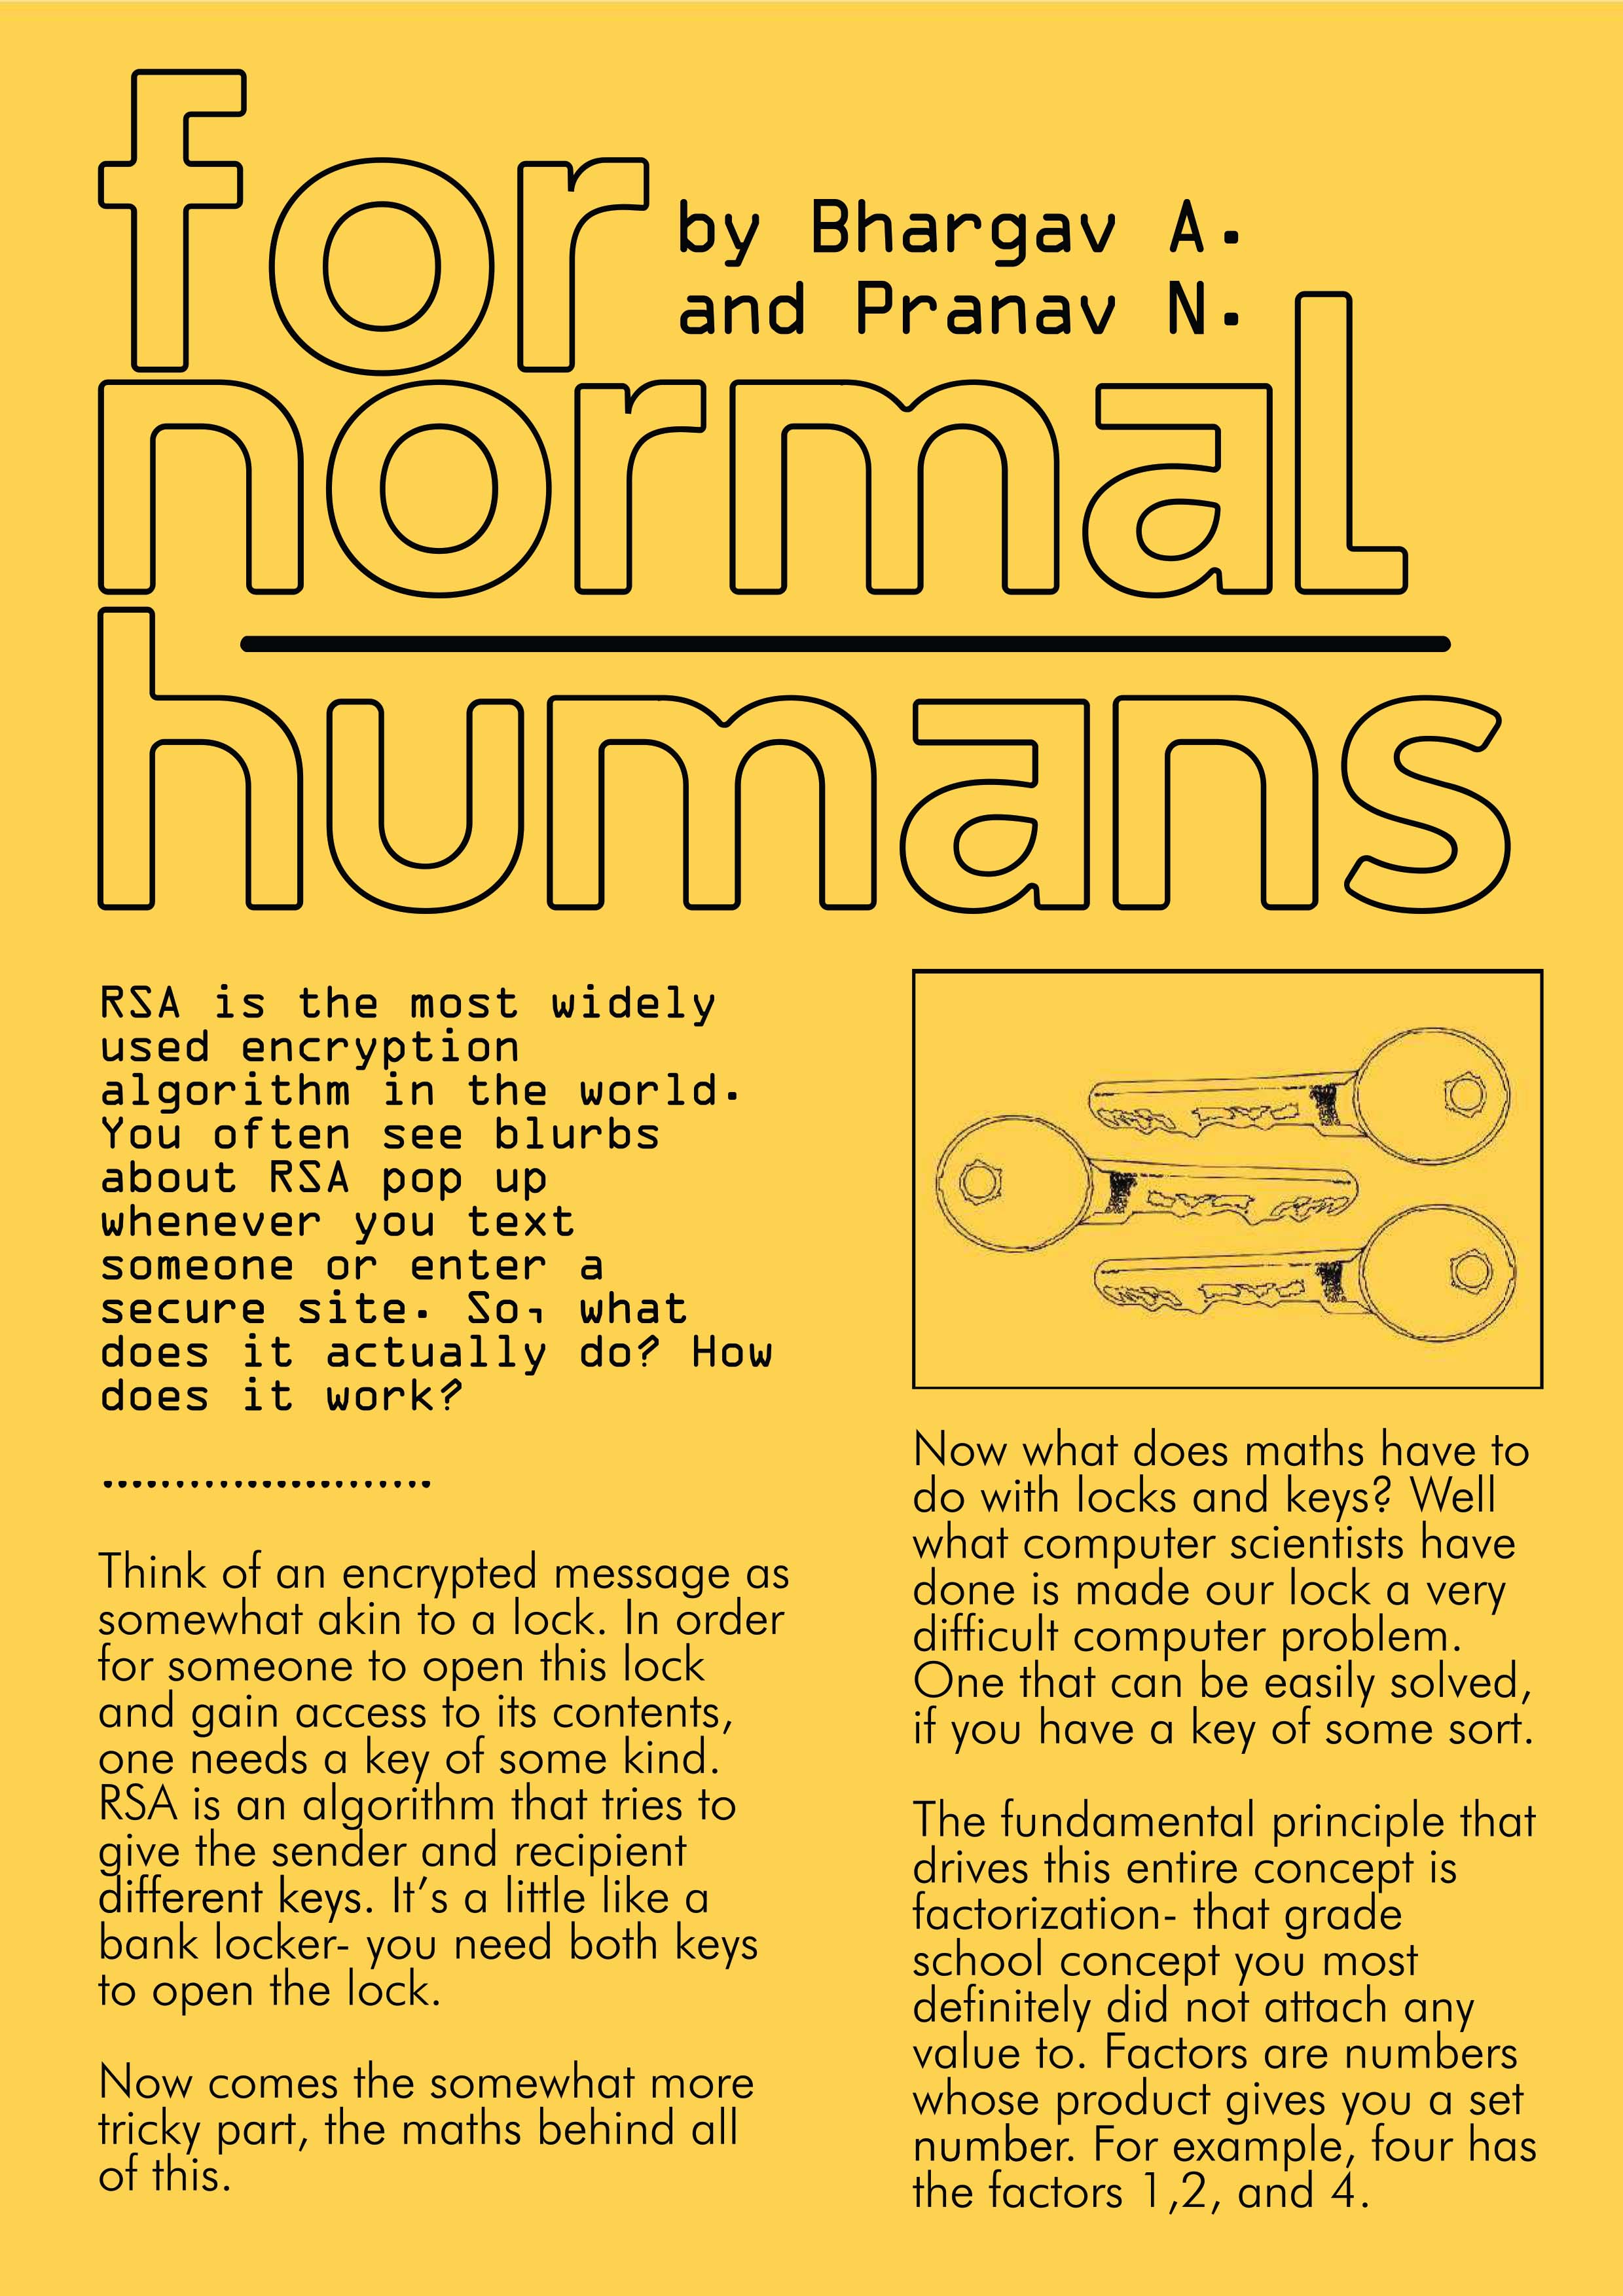 for
by Bhargav A.
and Pranav N.
normal
humans
RSA is the most widely
used encryption
algorithm in the world.
You often see blurbs
about RSA pop up
whenever you text
someone or enter a
secure site. So, what
does it actually do? How
does it work?
Think of an encrypted message as
somewhat akin to a lock. In order
for someone to open this lock
and gain access to its contents,
one needs a key of some kind.
RSA is an algorithm that tries to
give the sender and recipient
different keys. It’s a little like a
bank locker- you need both keys
to open the lock.
Now comes the somewhat more
tricky part, the maths behind all
of this.
Now what does maths have to
do with locks and keys? Well
what computer scientists have
done is made our lock a very
difficult computer problem.
One that can be easily solved,
if you have a key of some sort.
The fundamental principle that
drives this entire concept is
factorization- that grade
school concept you most
definitely did not attach any
value to. Factors are numbers
whose product gives you a set
number. For example, four has
the factors 1,2, and 4.